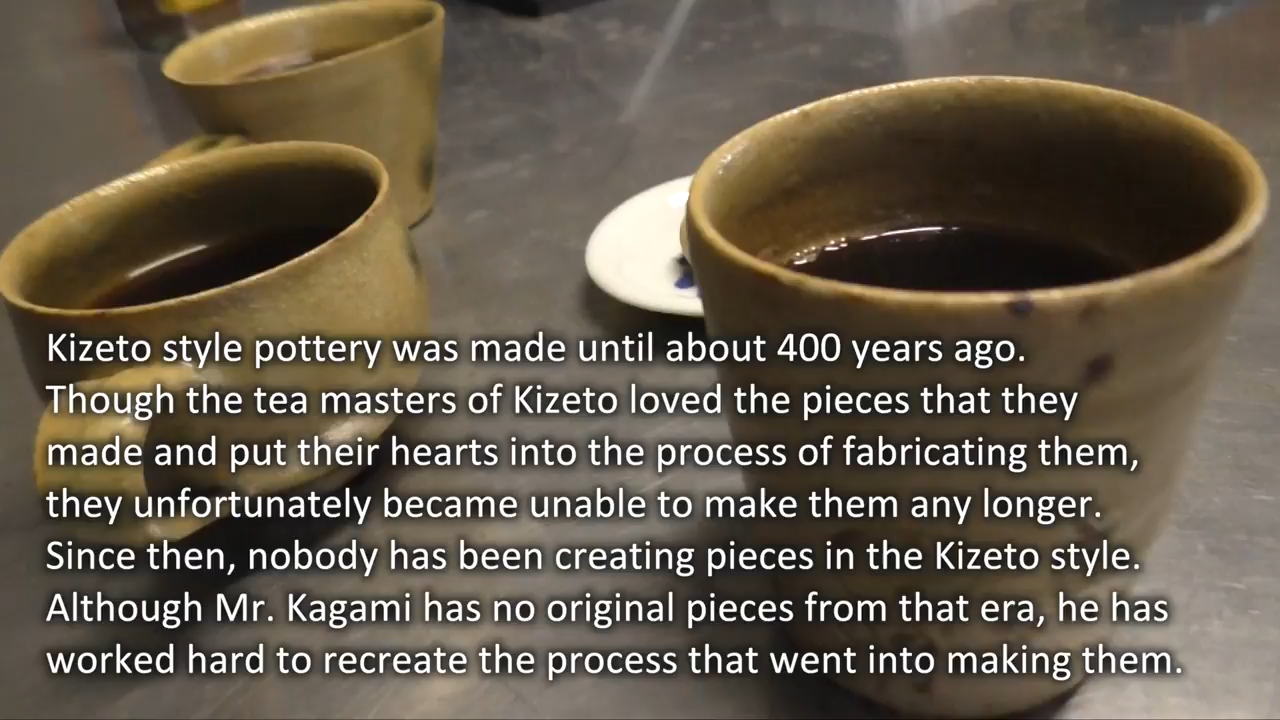 Kizeto style pottery was made until about 400 years ago.
Though the tea masters of Kizeto loved the pieces that they
made and put their hearts into the process of fabricating them,
they unfortunately became unable to make them any longer.
Since then, nobody has been creating pieces in the Kizeto style.
Although Mr. Kagami has no original pieces from that era, he has
worked hard to recreate the process that went into making them.